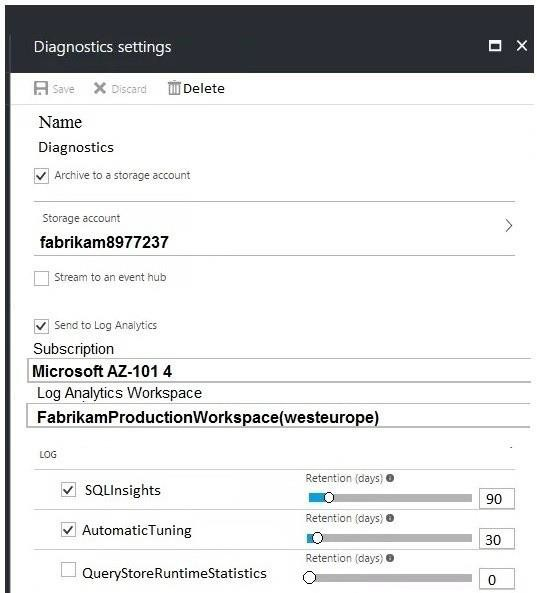 Diagnostics settings
Save Discard Delete
Name
Diagnostics
Archive to a storage account
Storage account
fabrikam8977237
Stream to an event hub
Send to Log Analytics
Subscription
Microsoft AZ-101 4
Log Analytics Workspace
FabrikamProductionWorkspace(westeurope)
LOG
Retention (days)
SQLInsights
90
Retention (days)
AutomaticTuning
30
Retention (days)
QueryStoreRuntimeStatistics
0